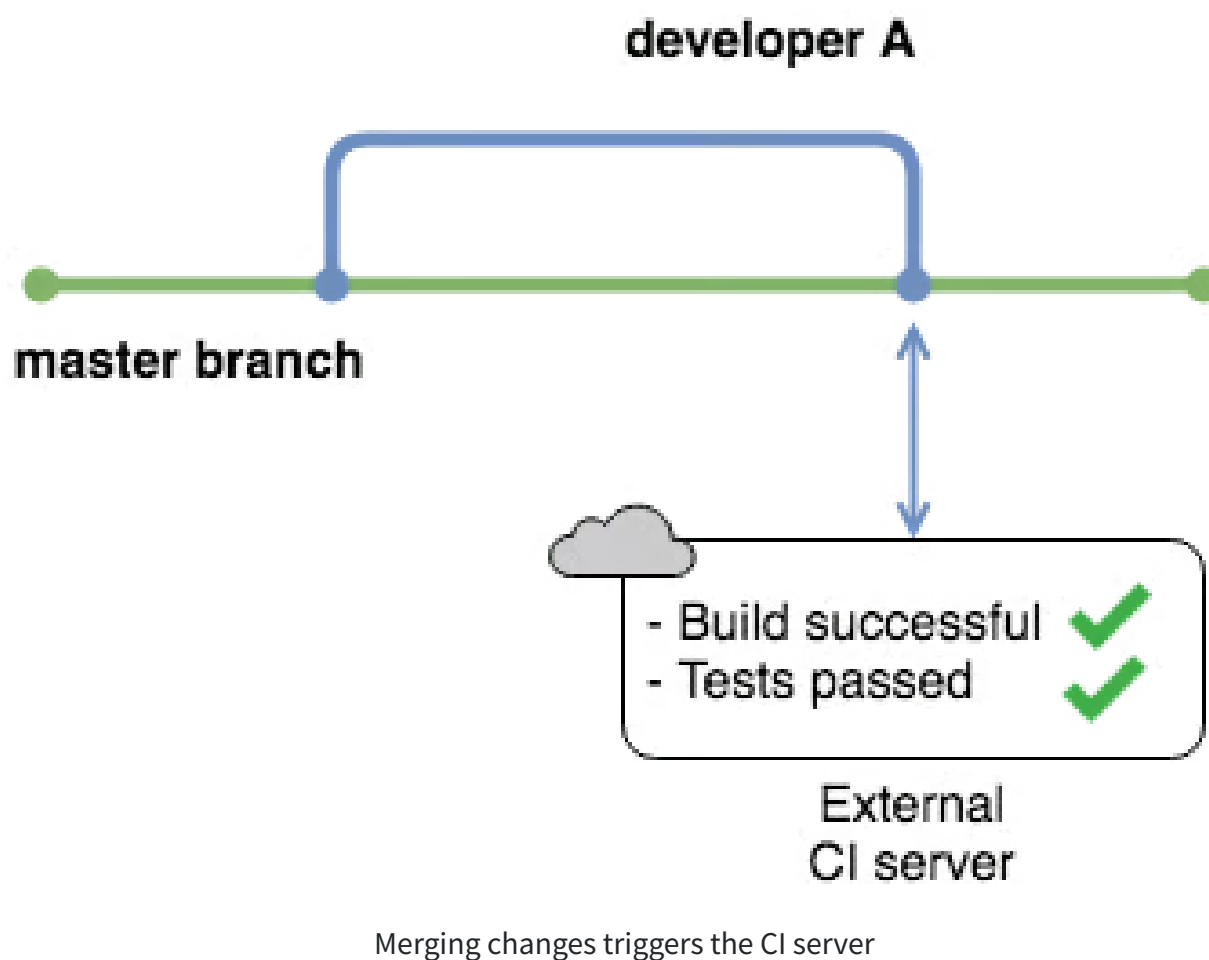 developer A
master branch
- Build successful
- Tests passed
External
CI server
Merging changes triggers the CI server